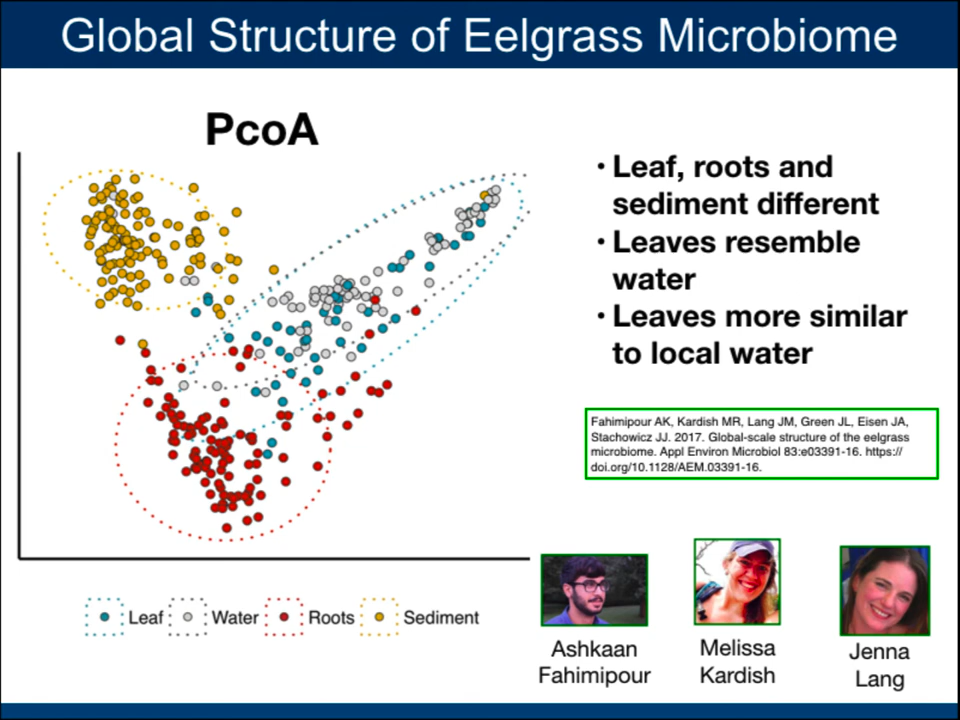 Global Structure of Eelgrass Microbiome
PcoA
• Leaf, roots and
sediment different
• Leaves resemble
water
• Leaves more similar
to local water
Fahimipour AK, Kardish MR, Lang JM, Green JL, Eisen JA,
Stachowicz JJ. 2017. Global-scale structure of the eelgrass
microbiome. Appl Environ Microbiol 83:e03391-16. https://
doi.org/10.1128/AEM.03391-16.
Leaf Water Roots Sediment
Ashkaan
Fahimipour
Melissa
Kardish
Jenna
Lang